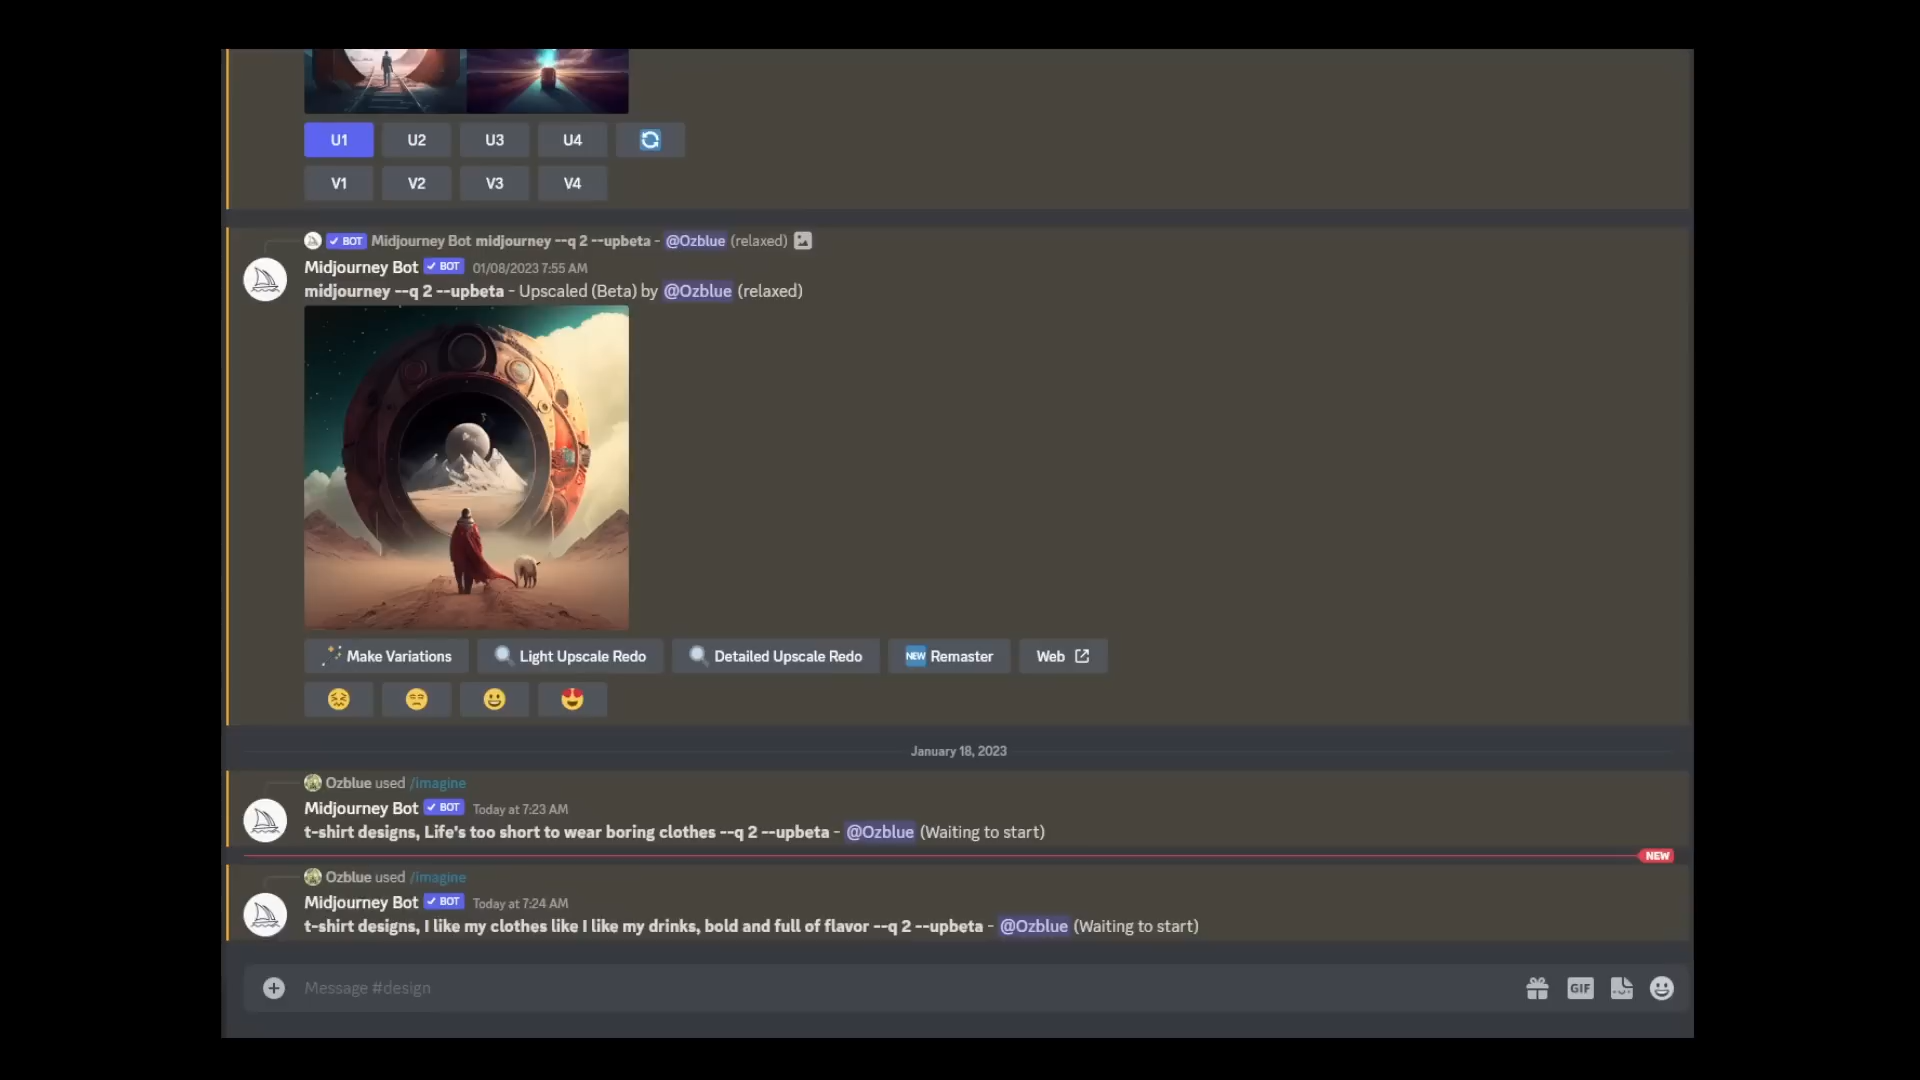 U1 U2 U3 U4
V1 V2 V3 V4
BOT Midjourney Bot midjourney --q 2 --upbeta - @Ozblue (relaxed)
Midjourney Bot BOT 01/08/2023 7:55 AM
midjourney --q 2 --upbeta - Upscaled (Beta) by @Ozblue (relaxed)
Make Variations Light Upscale Redo Detailed Upscale Redo NEW Remaster Web
January 18, 2023
Ozblue used /imagine
Midjourney Bot BOT Today at 7:23 AM
t-shirt designs, Life's too short to wear boring clothes --q 2 --upbeta - @Ozblue (Waiting to start)
NEW
Ozblue used /imagine
Midjourney Bot BOT Today at 7:24 AM
t-shirt designs, I like my clothes like I like my drinks, bold and full of flavor --q 2 --upbeta - @Ozblue (Waiting to start)
Message #design GIF